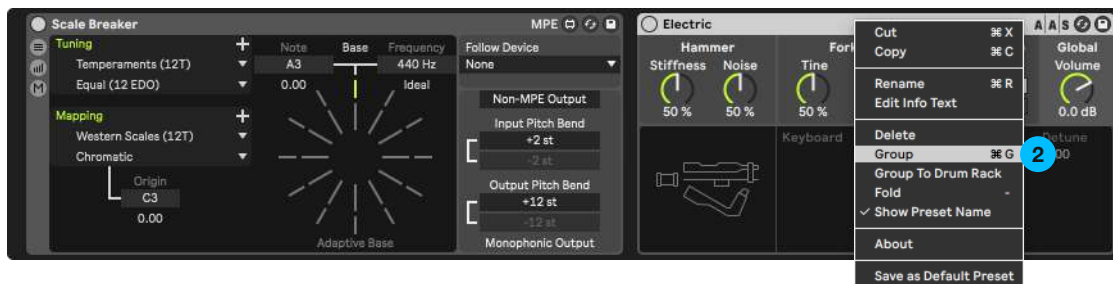 Scale Breaker
MPE
Tuning
+
Temperaments (12T)
Equal (12 EDO)
Mapping
+
Western Scales (12T)
Chromatic
Origin
C3
0.00
Note
Base
Frequency
A3
440 Hz
0.00
Ideal
Adaptive Base
Follow Device
None
Non-MPE Output
Input Pitch Bend
+2 st
-2 st
Output Pitch Bend
+12 st
-12 st
Monophonic Output
M
Electric
Hammer
Stiffness
Noise
50 %
50 %
Fork
Tine
50 %
Keyboard
Cut ⌘ X
Copy ⌘ C
Rename ⌘ R
Edit Info Text
Delete
Group ⌘ G
Group To Drum Rack
Fold -
✓ Show Preset Name
About
Save as Default Preset
2
A A S
Global
Volume
0.0 dB